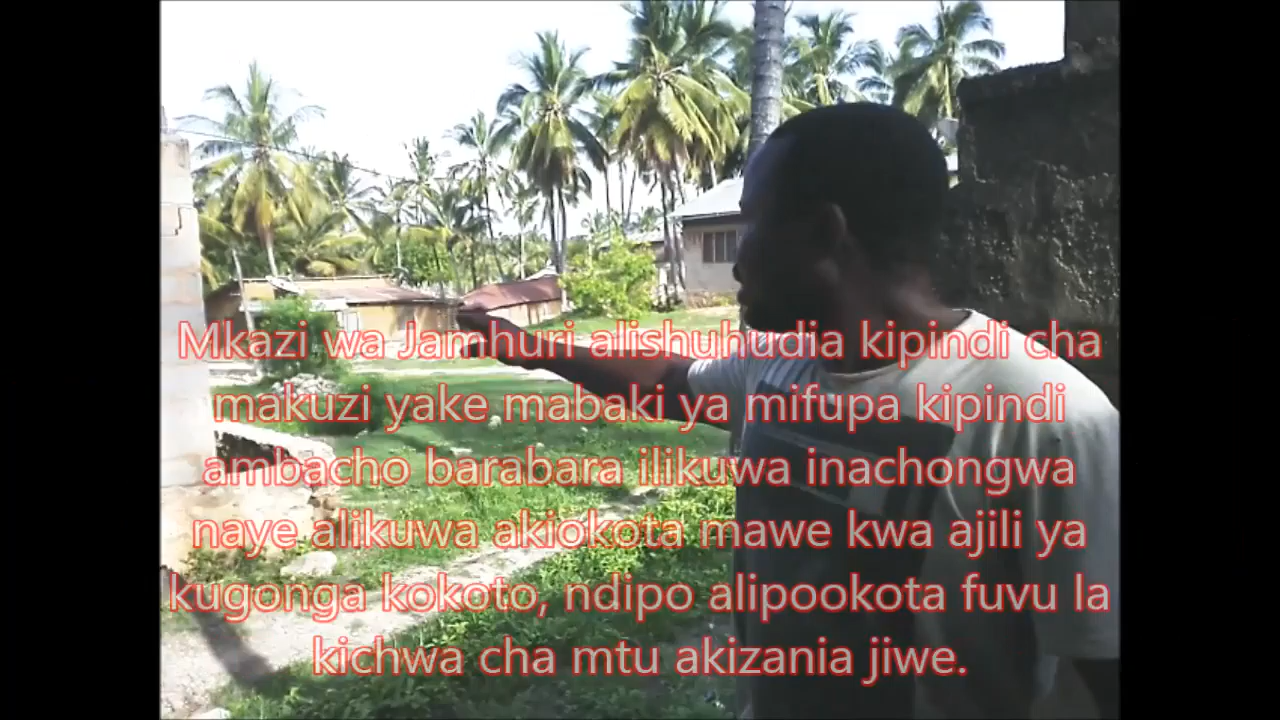 Mkazi wa Jamhuri alishuhudia kipindi cha
makuzi yake mabaki ya mifupa kipindi
ambacho barabara ilikuwa inachongwa
naye alikuwa akiokota mawe kwa ajili ya
kugonga kokoto, ndipo alipookota fuvu la
kichwa cha mtu akizania jiwe.